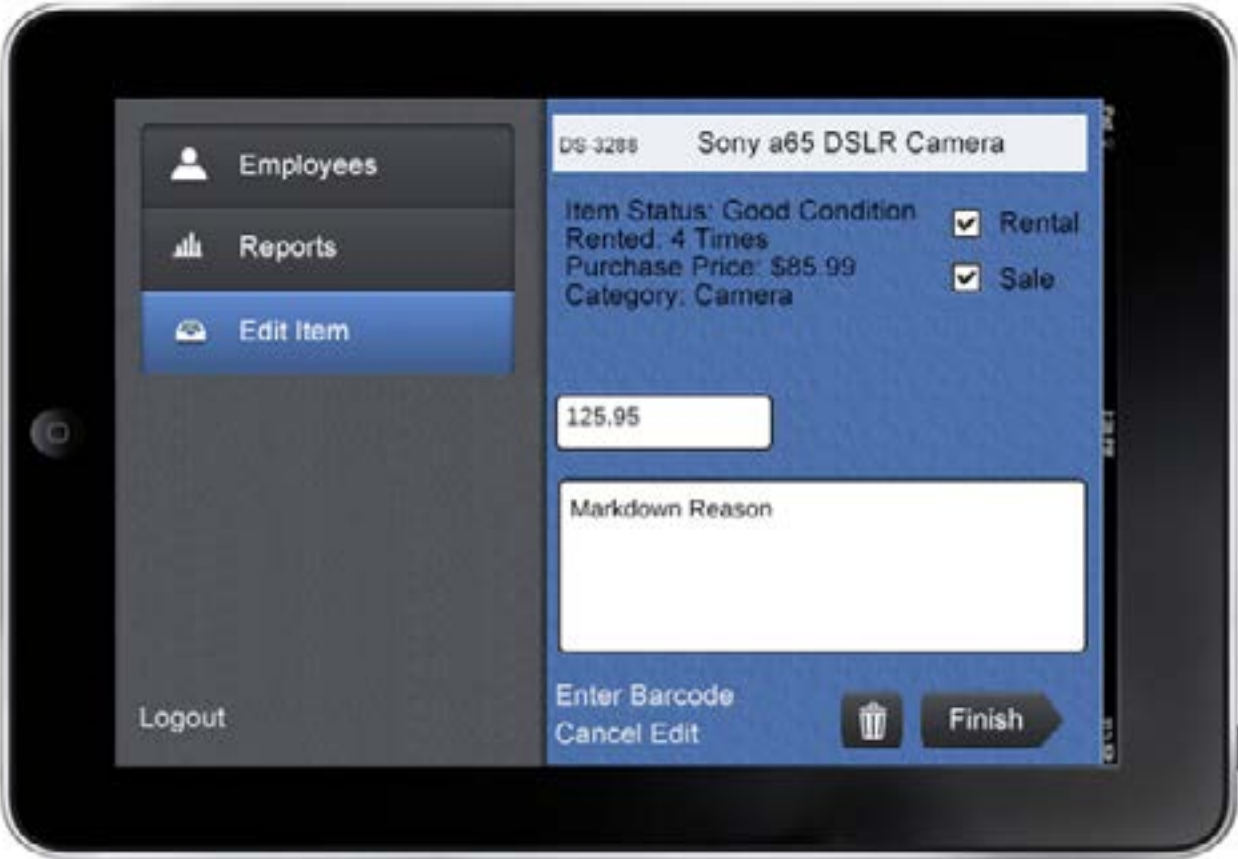 Employees
Reports
Edit Item
Logout
DS-3288 Sony a65 DSLR Camera
Item Status: Good Condition
Rented: 4 Times
Purchase Price: $85.99
Category: Camera
Rental
Sale
125.95
Markdown Reason
Enter Barcode
Cancel Edit
Finish